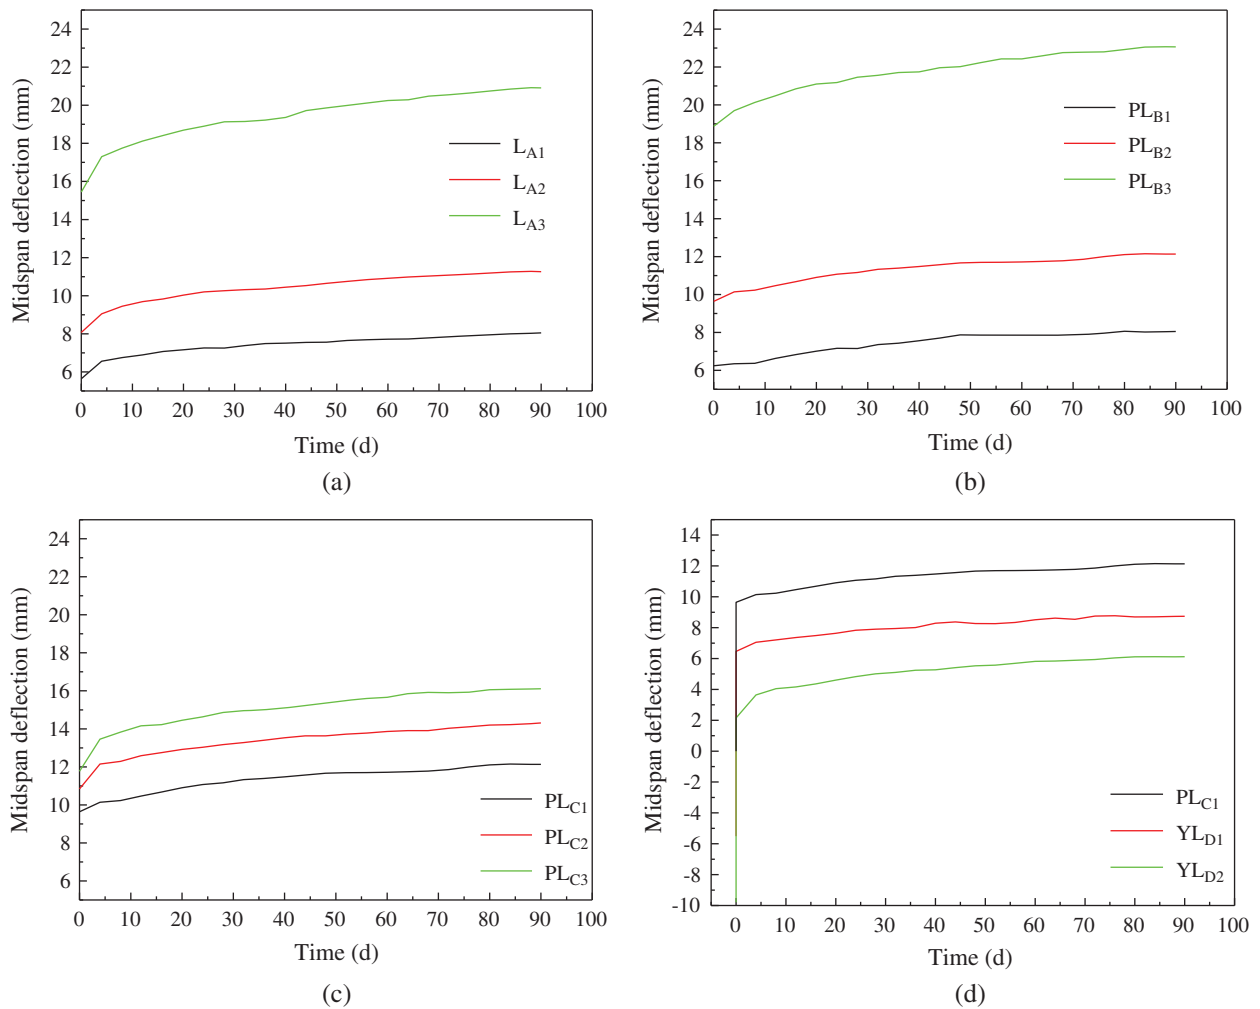 Midspan deflection (mm)
24
22
20
18
16
14
12
10
8
6
L_A1
L_A2
L_A3
0 10 20 30 40 50 60 70 80 90 100
Time (d)
(a)
Midspan deflection (mm)
24
22
20
18
16
14
12
10
8
6
PL_B1
PL_B2
PL_B3
0 10 20 30 40 50 60 70 80 90 100
Time (d)
(b)
Midspan deflection (mm)
24
22
20
18
16
14
12
10
8
6
PL_C1
PL_C2
PL_C3
0 10 20 30 40 50 60 70 80 90 100
Time (d)
(c)
Midspan deflection (mm)
14
12
10
8
6
4
2
0
-2
-4
-6
-8
-10
PL_C1
YL_D1
YL_D2
0 10 20 30 40 50 60 70 80 90 100
Time (d)
(d)